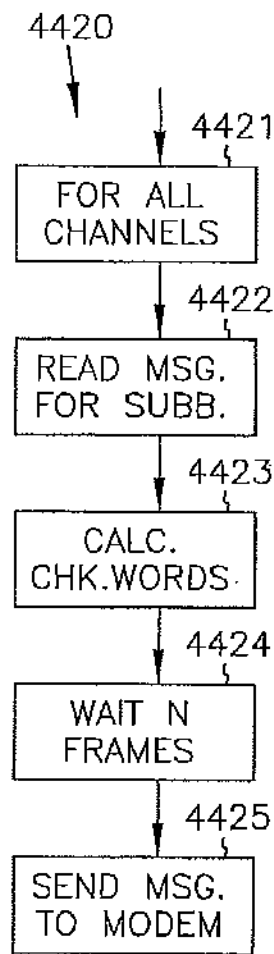 4420
4421
FOR ALL
CHANNELS
4422
READ MSG.
FOR SUBB.
4423
CALC.
CHK.WORDS
4424
WAIT N
FRAMES
4425
SEND MSG.
TO MODEM